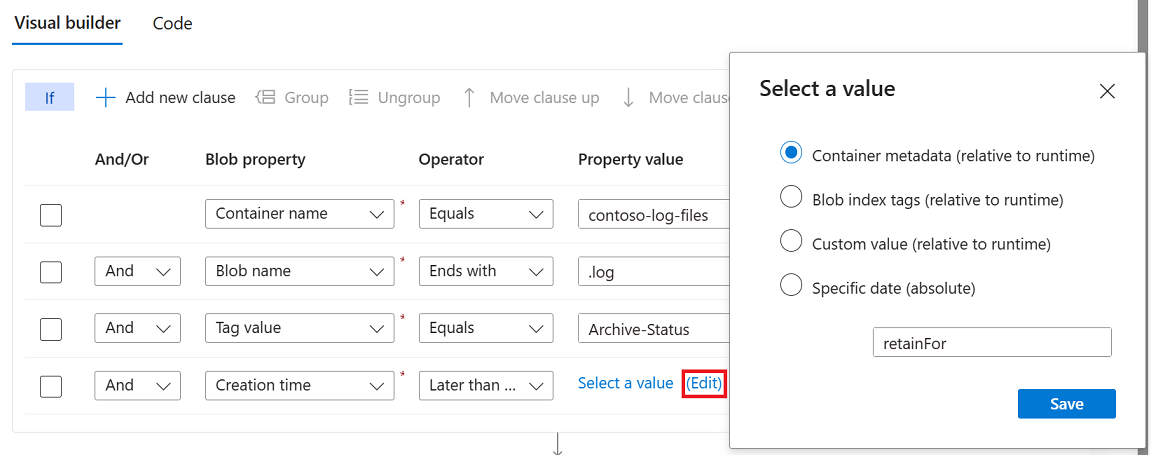 Visual builder Code
If Add new clause Group Ungroup Move clause up Move claus
And/Or Blob property Operator Property value
Container name * Equals contoso-log-files
And Blob name * Ends with .log
And Tag value * Equals Archive-Status
And Creation time * Later than ... Select a value (Edit)
Select a value
Container metadata (relative to runtime)
Blob index tags (relative to runtime)
Custom value (relative to runtime)
Specific date (absolute)
retainFor
Save